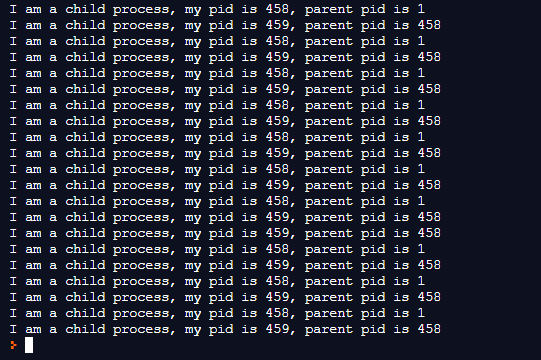 I am a child process, my pid is 458, parent pid is 1
I am a child process, my pid is 459, parent pid is 458
I am a child process, my pid is 458, parent pid is 1
I am a child process, my pid is 459, parent pid is 458
I am a child process, my pid is 458, parent pid is 1
I am a child process, my pid is 459, parent pid is 458
I am a child process, my pid is 458, parent pid is 1
I am a child process, my pid is 459, parent pid is 458
I am a child process, my pid is 458, parent pid is 1
I am a child process, my pid is 459, parent pid is 458
I am a child process, my pid is 458, parent pid is 1
I am a child process, my pid is 459, parent pid is 458
I am a child process, my pid is 458, parent pid is 1
I am a child process, my pid is 459, parent pid is 458
I am a child process, my pid is 459, parent pid is 458
I am a child process, my pid is 458, parent pid is 1
I am a child process, my pid is 459, parent pid is 458
I am a child process, my pid is 458, parent pid is 1
I am a child process, my pid is 459, parent pid is 458
I am a child process, my pid is 458, parent pid is 1
I am a child process, my pid is 459, parent pid is 458
>